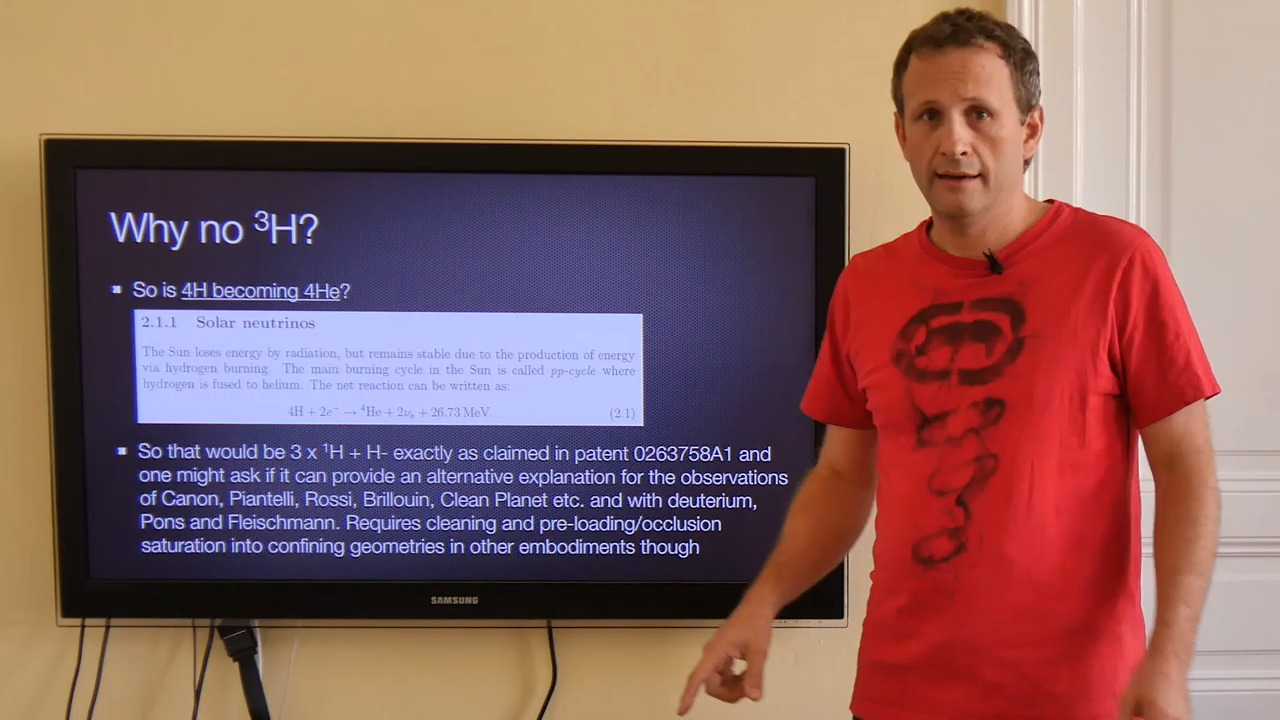 Why no ³H?
So is 4H becoming 4He?
2.1.1 Solar neutrinos
The Sun loses energy by radiation, but remains stable due to the production of energy
via hydrogen burning. The main burning cycle in the Sun is called pp-cycle where
hydrogen is fused to helium. The net reaction can be written as:
4H + 2e⁻ → ⁴He + 2νₑ + 26.73 MeV. (2.1)
So that would be 3 x ¹H + H- exactly as claimed in patent 0263758A1 and
one might ask if it can provide an alternative explanation for the observations
of Canon, Piantelli, Rossi, Brillouin, Clean Planet etc. and with deuterium,
Pons and Fleischmann. Requires cleaning and pre-loading/occlusion
saturation into confining geometries in other embodiments though
SAMSUNG